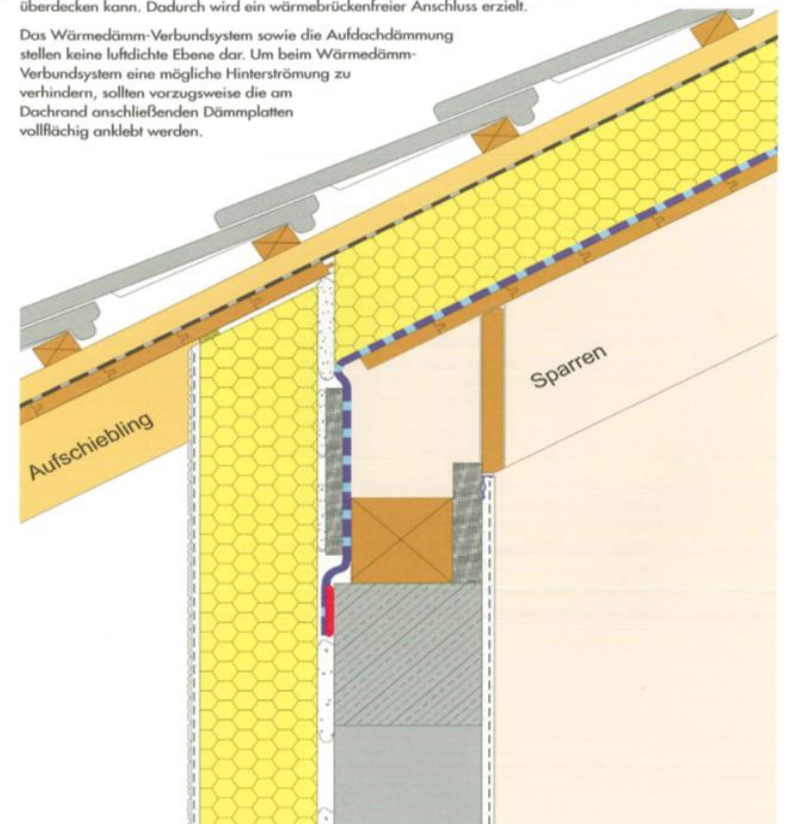 überdecken kann. Dadurch wird ein wärmebrückenfreier Anschluss erzielt.
Das Wärmedämm-Verbundsystem sowie die Aufdachdämmung
stellen keine luftdichte Ebene dar. Um beim Wärmedämm-
Verbundsystem eine mögliche Hinterströmung zu
verhindern, sollten vorzugsweise die am
Dachrand anschließenden Dämmplatten
vollflächig anklebt werden.
Sparren
Aufschiebling